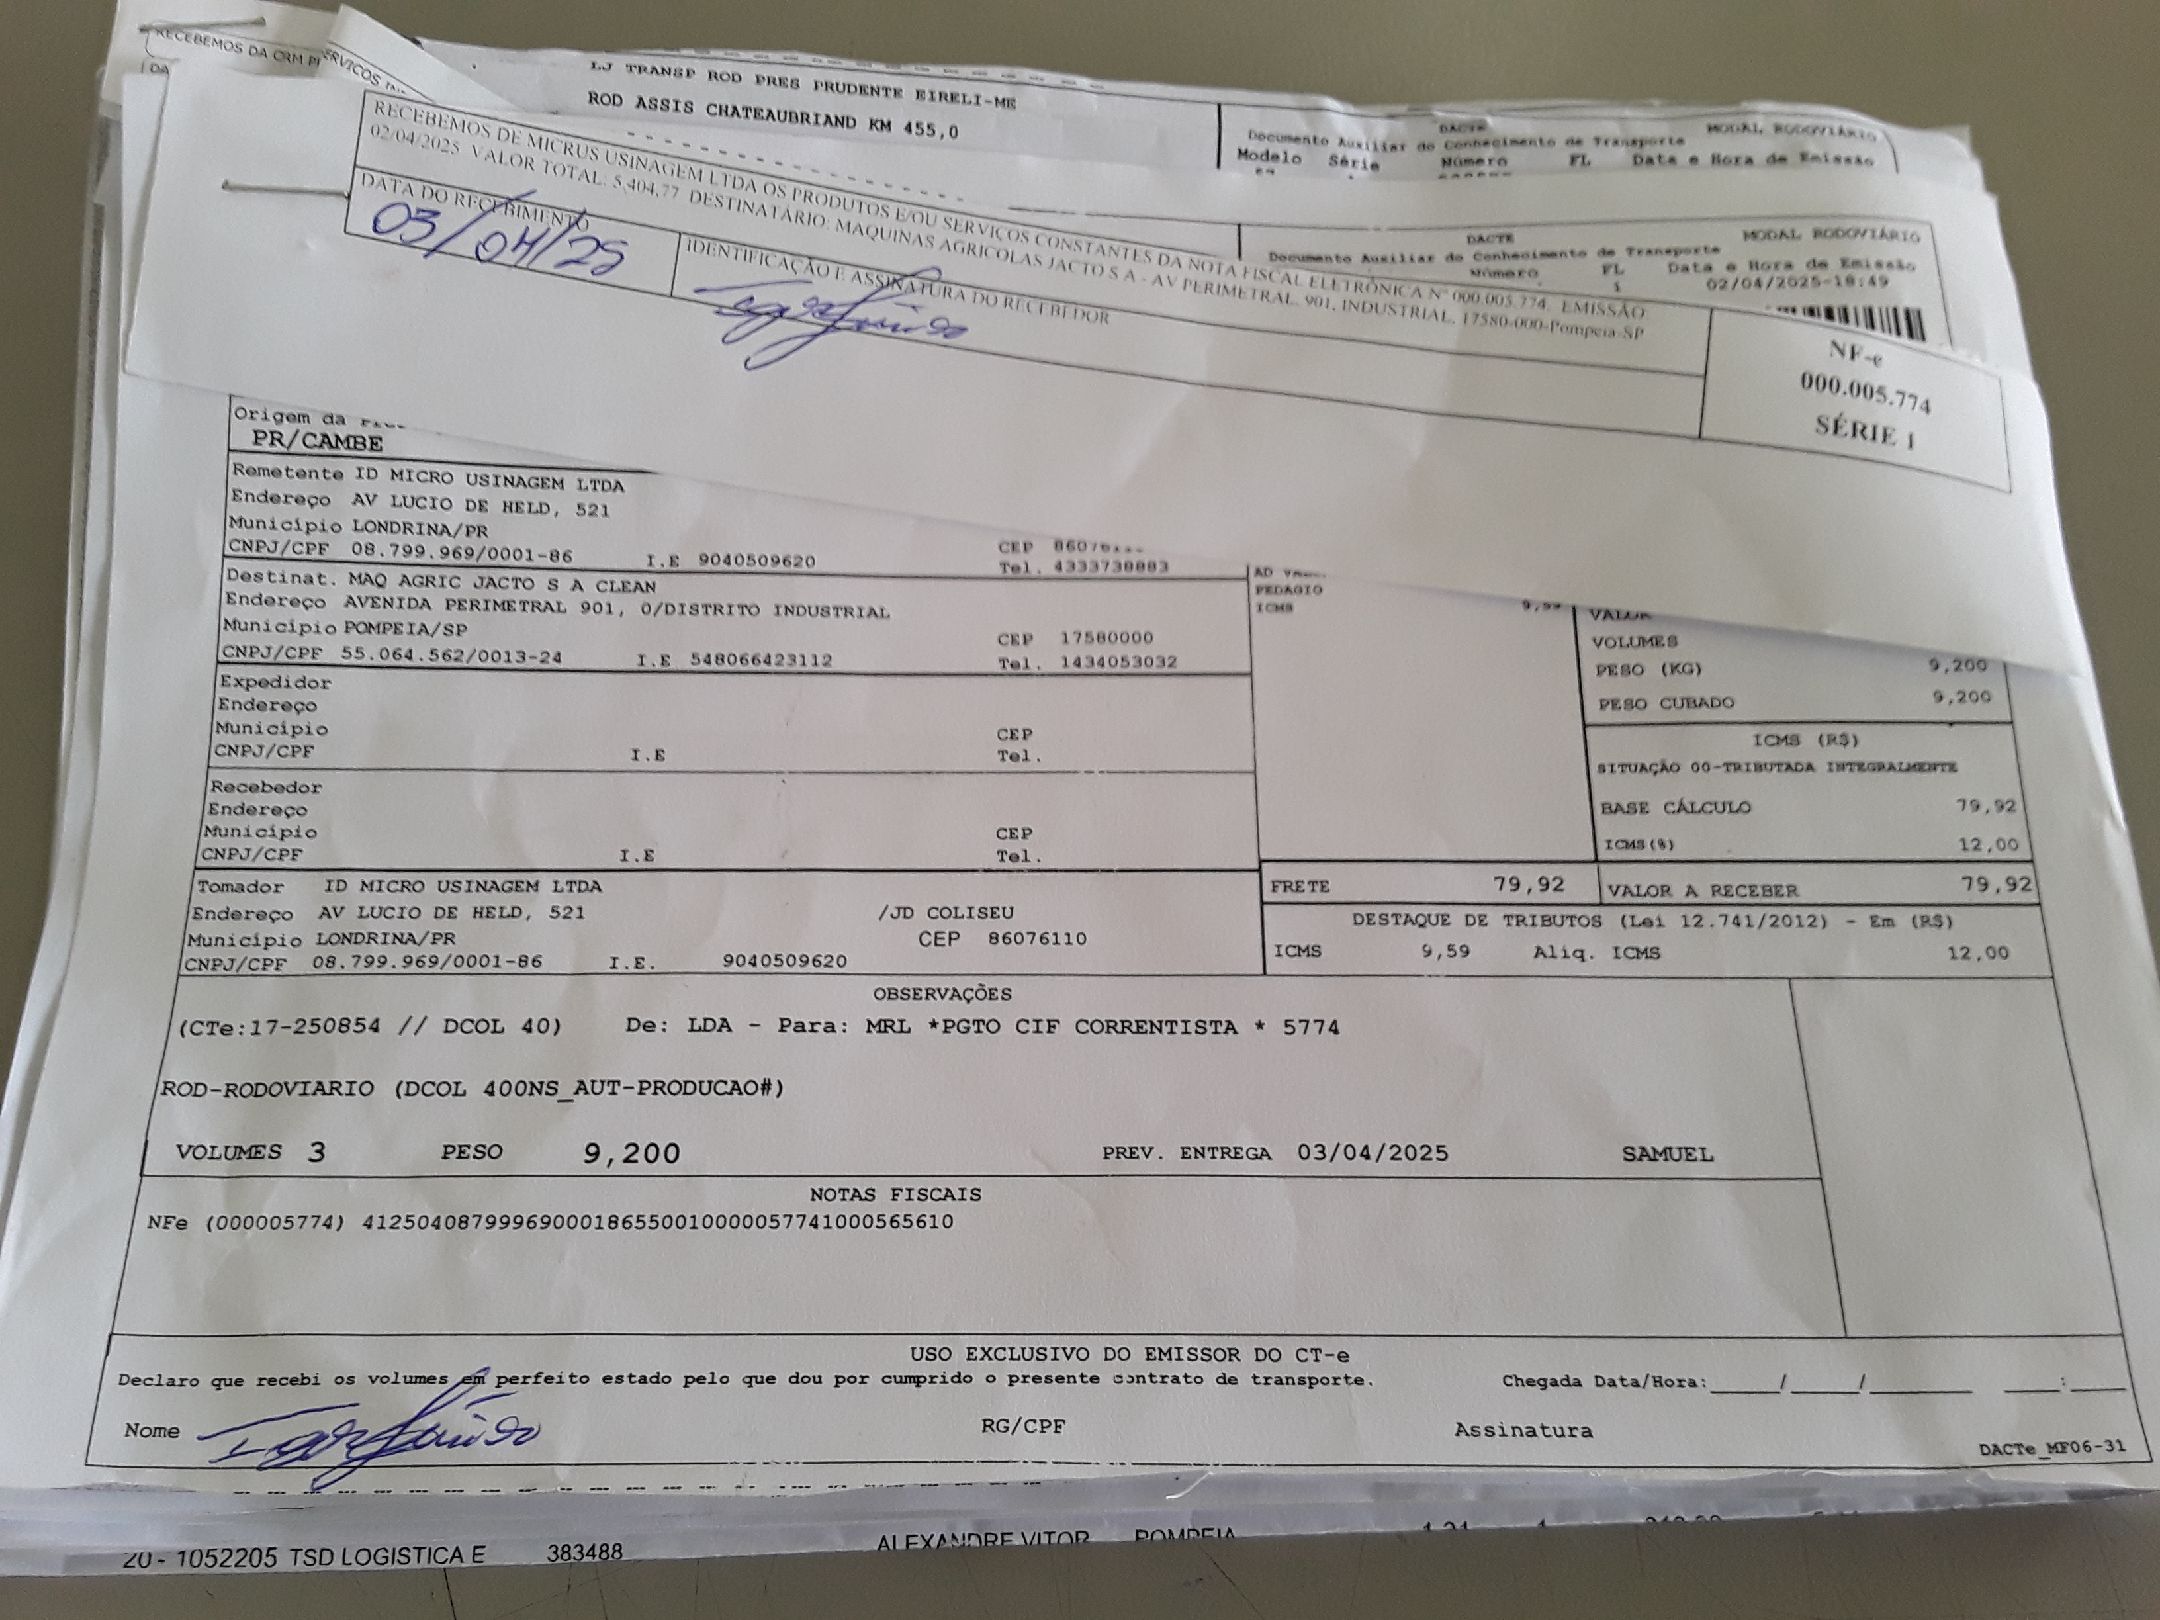 RECEBEMOS DA CRM
SERVICOS
LJ TRANSP ROD PRES PRUDENTE EIRELI-ME
ROD ASSIS CHATEAUBRIAND KM 455,0
DACTE MODAL RODOVIÁRIO
Documento Auxiliar do Conhecimento de Transporte
Modelo Série Número FL Data e Hora de Emissão
RECEBEMOS DE MICRUS USINAGEM LTDA OS PRODUTOS E/OU SERVIÇOS CONSTANTES DA NOTA FISCAL ELETRÔNICA Nº 000.005.774. EMISSÃO:
02/04/2025 VALOR TOTAL: 5.404,77 DESTINATÁRIO: MAQUINAS AGRICOLAS JACTO S A - AV PERIMETRAL, 901, INDUSTRIAL, 17580-000-Pompeia-SP
DATA DO RECEBIMENTO
03/04/25
IDENTIFICAÇÃO E ASSINATURA DO RECEBEDOR
NF-e
000.005.774
SÉRIE 1
DACTE MODAL RODOVIÁRIO
Documento Auxiliar do Conhecimento de Transporte
Número FL Data e Hora de Emissão
1 02/04/2025-18:49
Origem da
PR/CAMBE
Remetente ID MICRO USINAGEM LTDA
Endereço AV LUCIO DE HELD, 521
Município LONDRINA/PR
CEP 86076
CNPJ/CPF 08.799.969/0001-86 I.E 9040509620 Tel. 4333738883
Destinat. MAQ AGRIC JACTO S A CLEAN
Endereço AVENIDA PERIMETRAL 901, 0/DISTRITO INDUSTRIAL
Município POMPEIA/SP CEP 17580000
CNPJ/CPF 55.064.562/0013-24 I.E 548066423112 Tel. 1434053032
Expedidor
Endereço
Município CEP
CNPJ/CPF I.E Tel.
Recebedor
Endereço
Município CEP
CNPJ/CPF I.E Tel.
Tomador ID MICRO USINAGEM LTDA
Endereço AV LUCIO DE HELD, 521 /JD COLISEU
Município LONDRINA/PR CEP 86076110
CNPJ/CPF 08.799.969/0001-86 I.E. 9040509620
AD
PEDAGIO
ICMS 9,59
VALOR
VOLUMES
PESO (KG) 9,200
PESO CUBADO 9,200
ICMS (R$)
SITUAÇÃO 00-TRIBUTADA INTEGRALMENTE
BASE CÁLCULO 79,92
ICMS(%) 12,00
FRETE 79,92 VALOR A RECEBER 79,92
DESTAQUE DE TRIBUTOS (Lei 12.741/2012) - Em (R$)
ICMS 9,59 Aliq. ICMS 12,00
OBSERVAÇÕES
(CTe:17-250854 // DCOL 40) De: LDA - Para: MRL *PGTO CIF CORRENTISTA * 5774
ROD-RODOVIARIO (DCOL 400NS_AUT-PRODUCAO#)
VOLUMES 3 PESO 9,200 PREV. ENTREGA 03/04/2025 SAMUEL
NOTAS FISCAIS
NFe (000005774) 41250408799969000186550010000057741000565610
USO EXCLUSIVO DO EMISSOR DO CT-e
Declaro que recebi os volumes em perfeito estado pelo que dou por cumprido o presente contrato de transporte. Chegada Data/Hora:____/____/______ ___:____
Nome RG/CPF Assinatura
DACTe_MF06-31
20 - 1052205 TSD LOGISTICA E 383488 ALEXANDRE VITOR POMPEIA